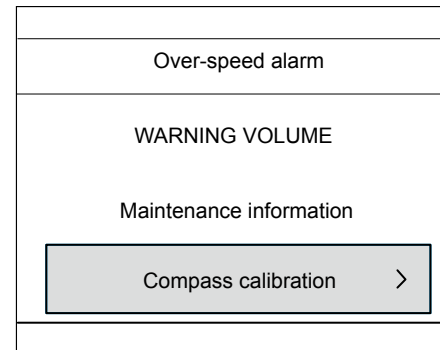 Over-speed alarm
WARNING VOLUME
Maintenance information
Compass calibration >